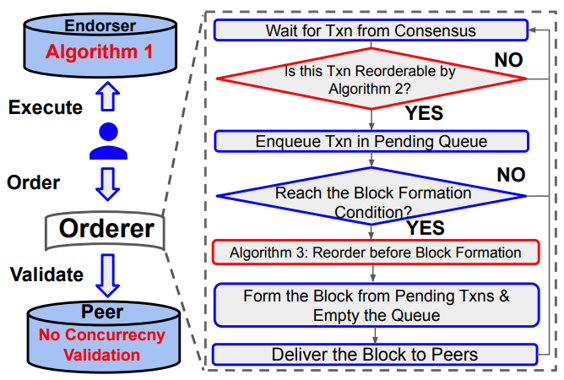 Endorser
Algorithm 1
Execute
Order
Orderer
Validate
Peer
No Concurrecny
Validation
Wait for Txn from Consensus
Is this Txn Reorderable by
Algorithm 2?
NO
YES
Enqueue Txn in Pending Queue
Reach the Block Formation
Condition?
NO
YES
Algorithm 3: Reorder before Block Formation
Form the Block from Pending Txns &
Empty the Queue
Deliver the Block to Peers